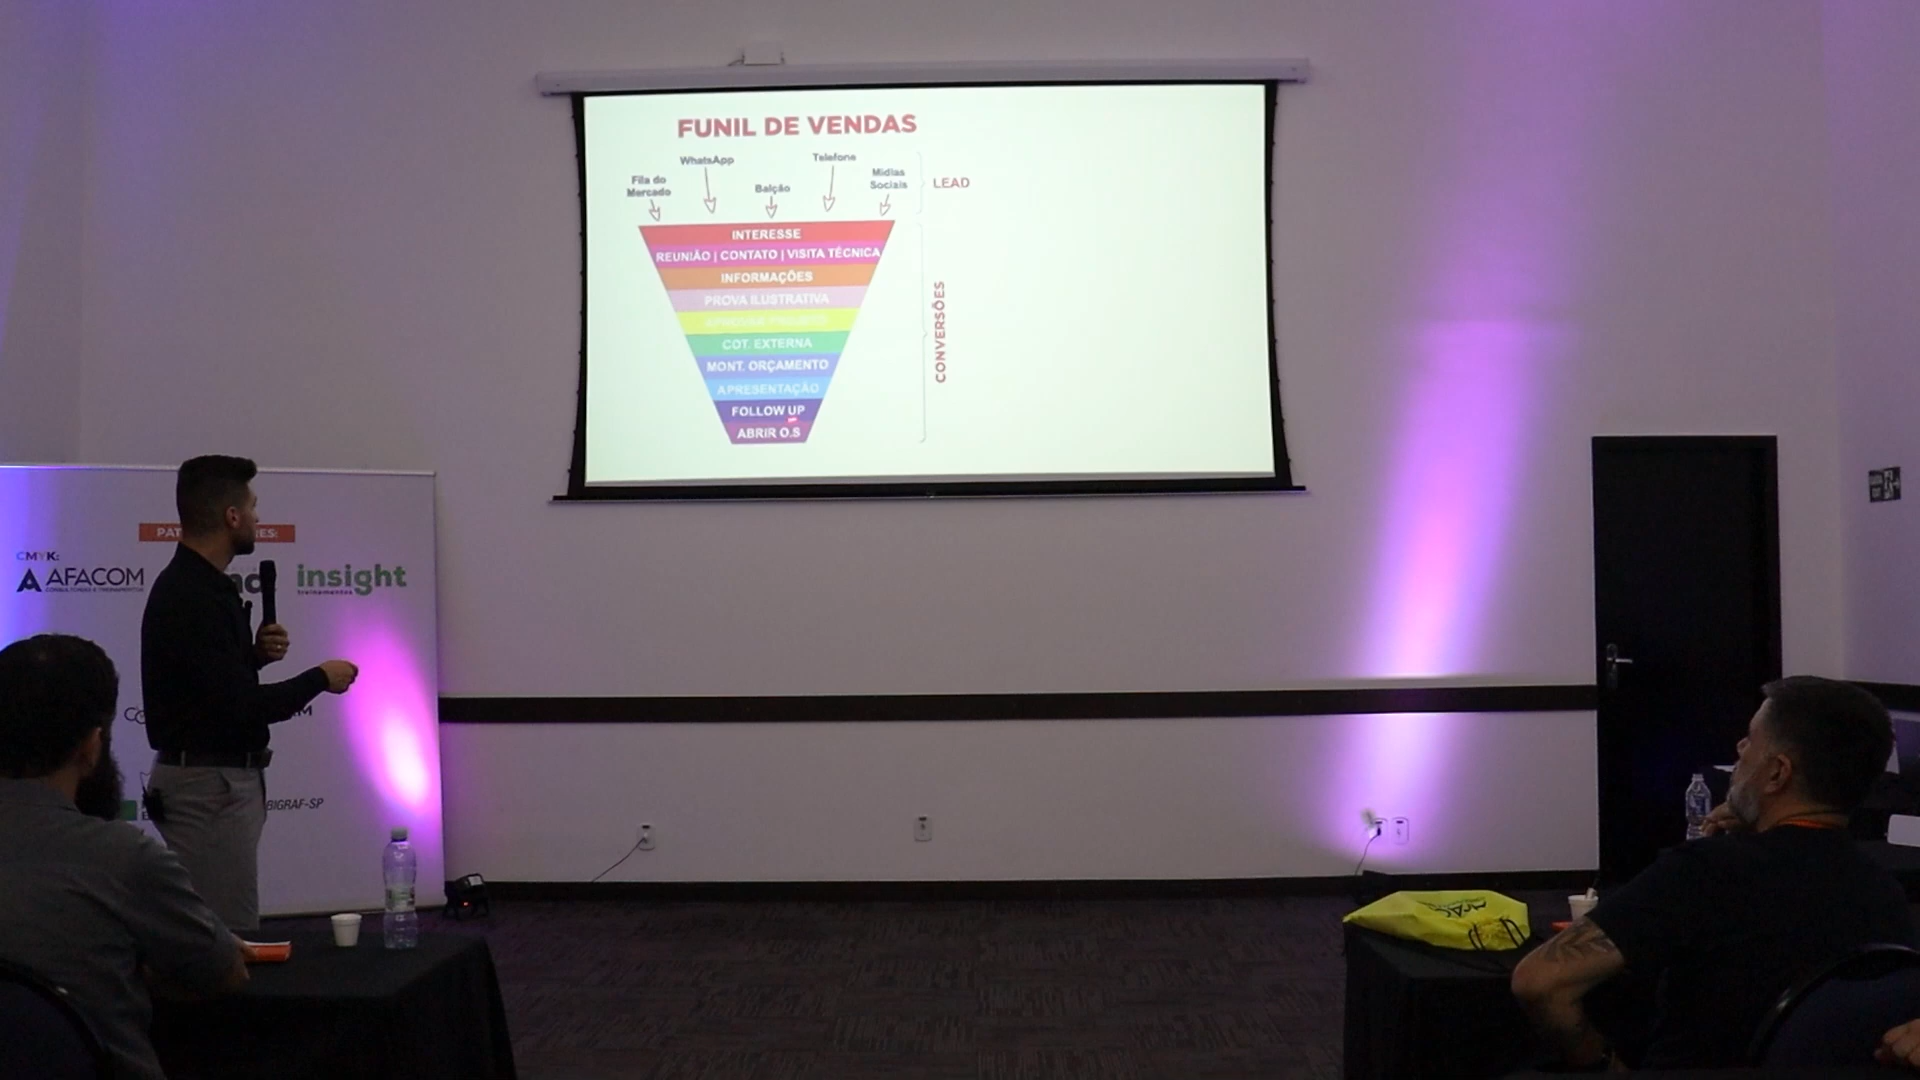 FUNIL DE VENDAS
WhatsApp
Telefone
Fila do
Mercado
Balção
Mídias
Sociais
LEAD
INTERESSE
REUNIÃO | CONTATO | VISITA TÉCNICA
INFORMAÇÕES
PROVA ILUSTRATIVA
COT. EXTERNA
MONT. ORÇAMENTO
APRESENTAÇÃO
FOLLOW UP
ABRIR O.S
CONVERSÕES
CMYK:
AFACOM
insight
treinamentos
BIGRAF-SP